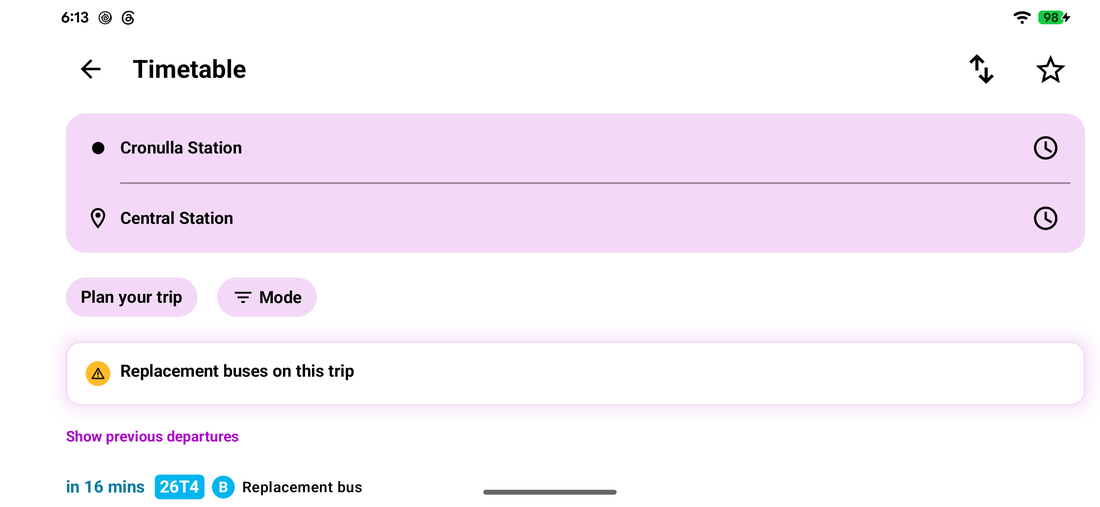 6:13
98
Timetable
Cronulla Station
Central Station
Plan your trip
Mode
Replacement buses on this trip
Show previous departures
in 16 mins 26T4 B Replacement bus